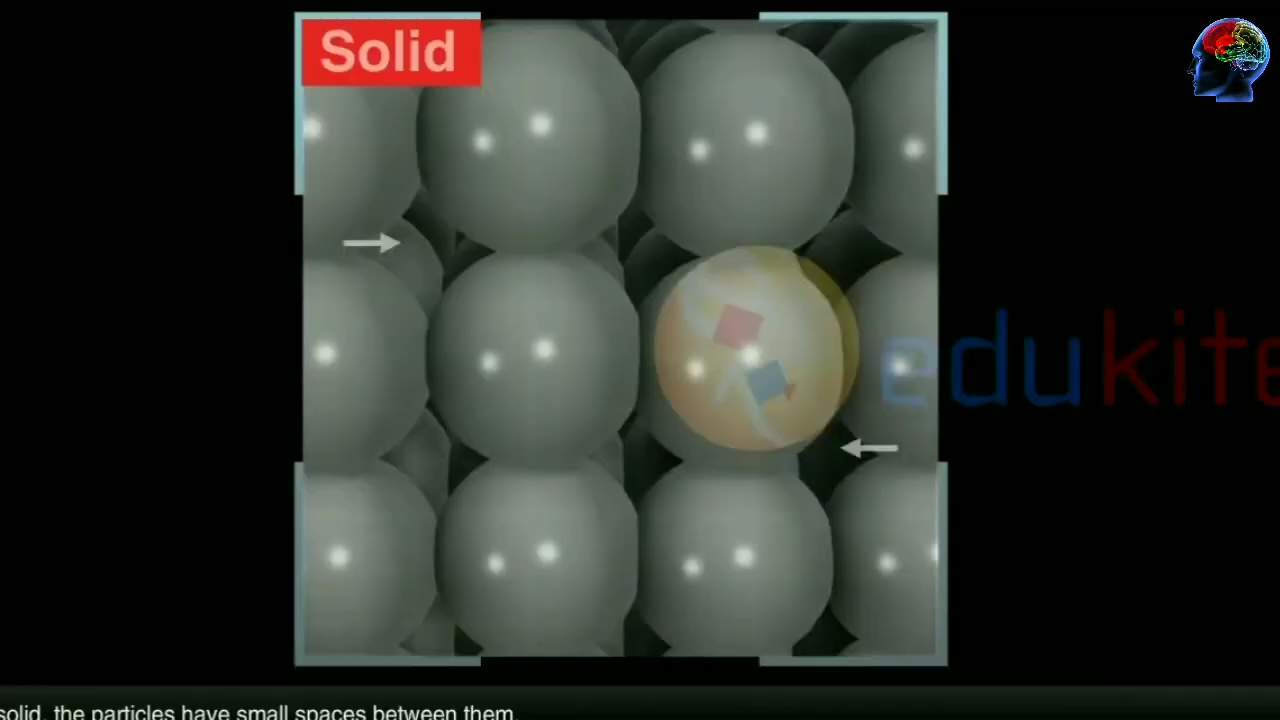 Solid
edukite
solid, the particles have small spaces between them.